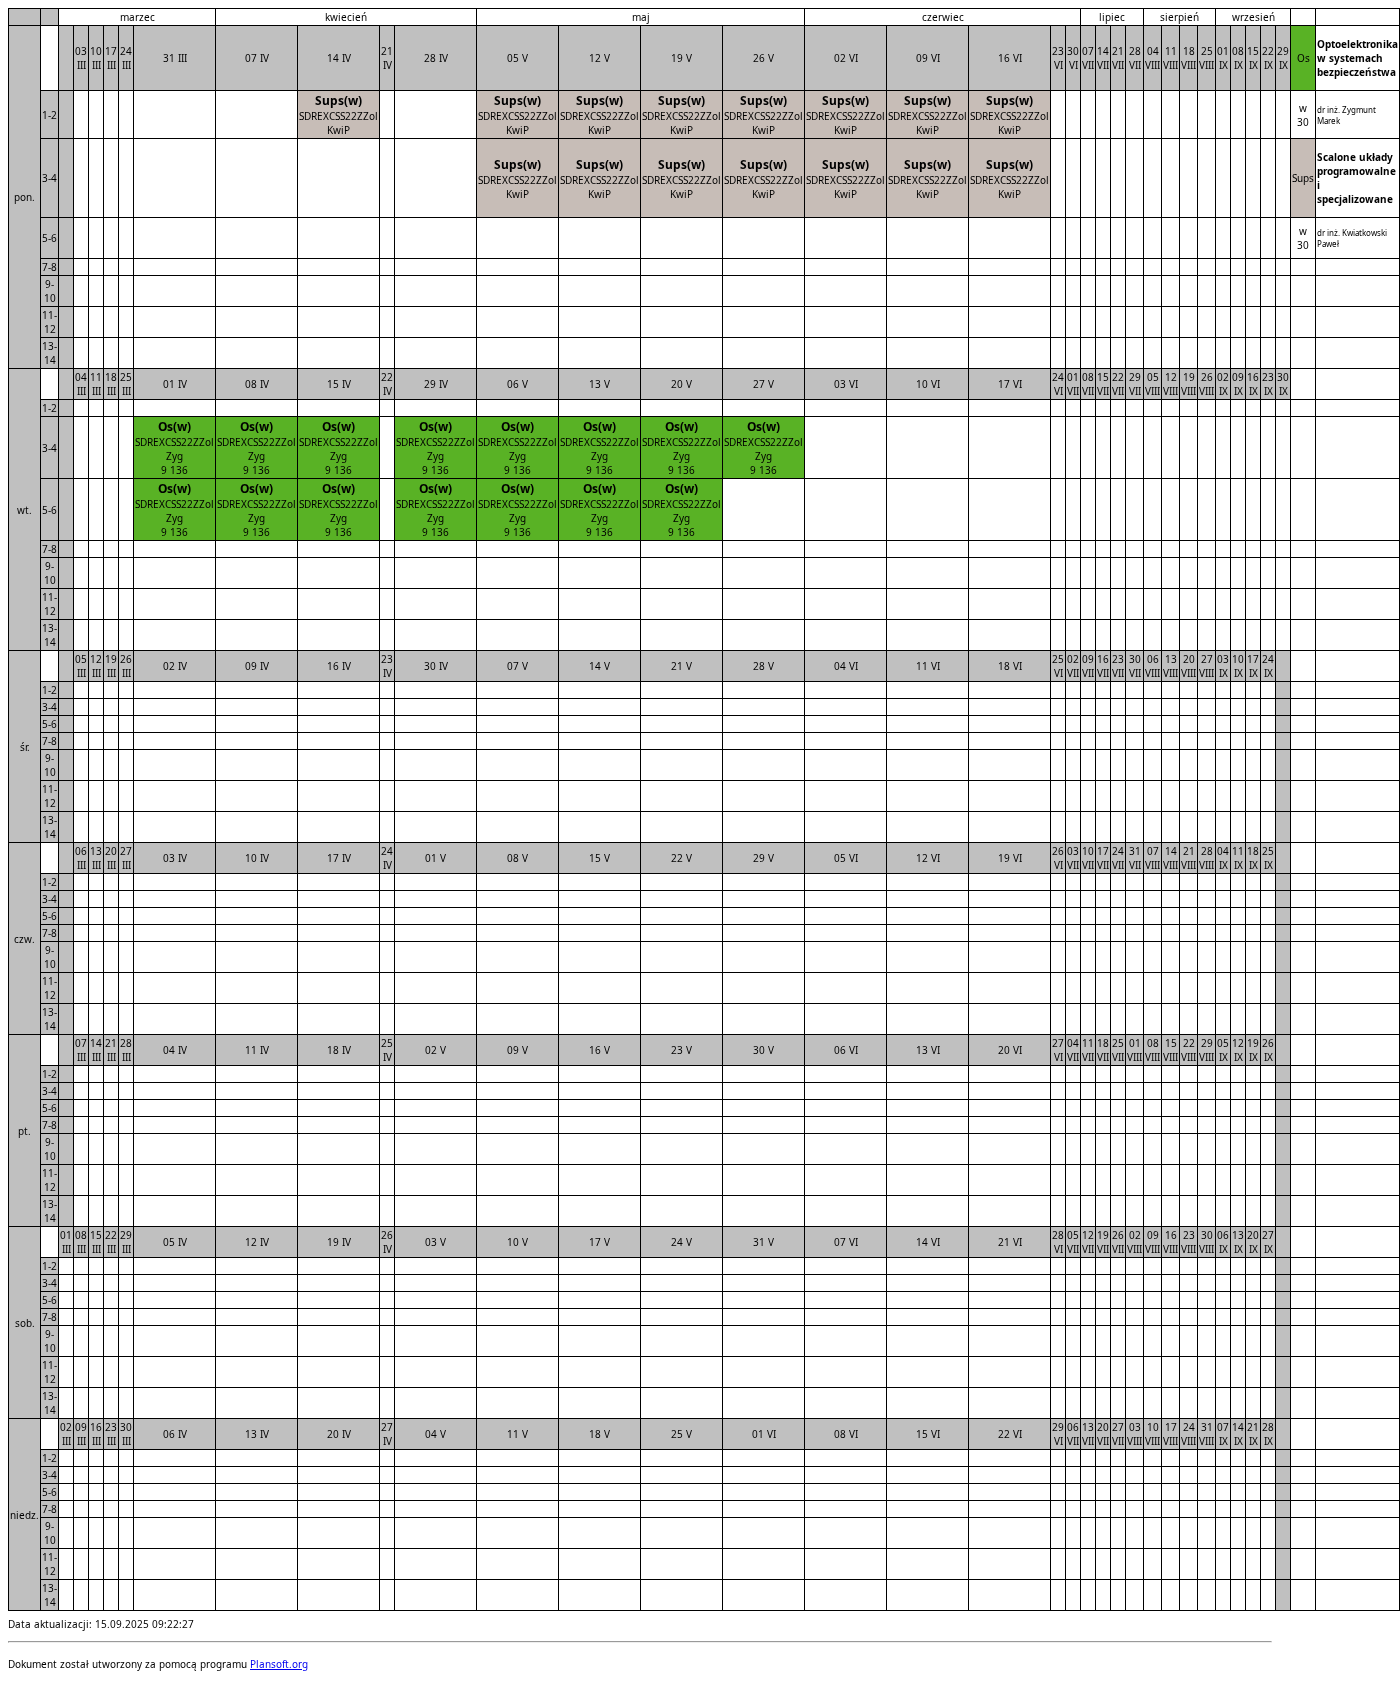 marzec kwiecień maj czerwiec lipiec sierpień wrzesień
pon.
03 10 17 24 31 III 07 IV 14 IV 21 28 IV 05 V 12 V 19 V 26 V 02 VI 09 VI 16 VI 23 30 07 14 21 28 04 11 18 25 01 08 15 22 29 Os Optoelektronika
III III III III IV VI VI VII VII VII VII VIII VIII VIII VIII IX IX IX IX IX w systemach
bezpieczeństwa
1-2 Sups(w) Sups(w) Sups(w) Sups(w) Sups(w) Sups(w) Sups(w) Sups(w) w dr inż. Zygmunt
SDREXCSS22ZZol SDREXCSS22ZZol SDREXCSS22ZZol SDREXCSS22ZZol SDREXCSS22ZZol SDREXCSS22ZZol SDREXCSS22ZZol SDREXCSS22ZZol 30 Marek
KwiP KwiP KwiP KwiP KwiP KwiP KwiP KwiP
3-4 Sups(w) Sups(w) Sups(w) Sups(w) Sups(w) Sups(w) Sups(w) Sups Scalone układy
SDREXCSS22ZZol SDREXCSS22ZZol SDREXCSS22ZZol SDREXCSS22ZZol SDREXCSS22ZZol SDREXCSS22ZZol SDREXCSS22ZZol programowalne
KwiP KwiP KwiP KwiP KwiP KwiP KwiP i
specjalizowane
5-6 w dr inż. Kwiatkowski
30 Paweł
7-8
9-
10
11-
12
13-
14
wt.
04 11 18 25 01 IV 08 IV 15 IV 22 29 IV 06 V 13 V 20 V 27 V 03 VI 10 VI 17 VI 24 01 08 15 22 29 05 12 19 26 02 09 16 23 30
III III III III IV VI VII VII VII VII VII VIII VIII VIII VIII IX IX IX IX IX
1-2
3-4 Os(w) Os(w) Os(w) Os(w) Os(w) Os(w) Os(w) Os(w)
SDREXCSS22ZZol SDREXCSS22ZZol SDREXCSS22ZZol SDREXCSS22ZZol SDREXCSS22ZZol SDREXCSS22ZZol SDREXCSS22ZZol SDREXCSS22ZZol
Zyg Zyg Zyg Zyg Zyg Zyg Zyg Zyg
9 136 9 136 9 136 9 136 9 136 9 136 9 136 9 136
5-6 Os(w) Os(w) Os(w) Os(w) Os(w) Os(w) Os(w)
SDREXCSS22ZZol SDREXCSS22ZZol SDREXCSS22ZZol SDREXCSS22ZZol SDREXCSS22ZZol SDREXCSS22ZZol SDREXCSS22ZZol
Zyg Zyg Zyg Zyg Zyg Zyg Zyg
9 136 9 136 9 136 9 136 9 136 9 136 9 136
7-8
9-
10
11-
12
13-
14
śr.
05 12 19 26 02 IV 09 IV 16 IV 23 30 IV 07 V 14 V 21 V 28 V 04 VI 11 VI 18 VI 25 02 09 16 23 30 06 13 20 27 03 10 17 24
III III III III IV VI VII VII VII VII VII VIII VIII VIII VIII IX IX IX IX
1-2
3-4
5-6
7-8
9-
10
11-
12
13-
14
czw.
06 13 20 27 03 IV 10 IV 17 IV 24 01 V 08 V 15 V 22 V 29 V 05 VI 12 VI 19 VI 26 03 10 17 24 31 07 14 21 28 04 11 18 25
III III III III IV VI VII VII VII VII VII VIII VIII VIII VIII IX IX IX IX
1-2
3-4
5-6
7-8
9-
10
11-
12
13-
14
pt.
07 14 21 28 04 IV 11 IV 18 IV 25 02 V 09 V 16 V 23 V 30 V 06 VI 13 VI 20 VI 27 04 11 18 25 01 08 15 22 29 05 12 19 26
III III III III IV VI VII VII VII VII VIII VIII VIII VIII VIII IX IX IX IX
1-2
3-4
5-6
7-8
9-
10
11-
12
13-
14
sob.
01 08 15 22 29 05 IV 12 IV 19 IV 26 03 V 10 V 17 V 24 V 31 V 07 VI 14 VI 21 VI 28 05 12 19 26 02 09 16 23 30 06 13 20 27
III III III III III IV VI VII VII VII VII VIII VIII VIII VIII VIII IX IX IX IX
1-2
3-4
5-6
7-8
9-
10
11-
12
13-
14
niedz.
02 09 16 23 30 06 IV 13 IV 20 IV 27 04 V 11 V 18 V 25 V 01 VI 08 VI 15 VI 22 VI 29 06 13 20 27 03 10 17 24 31 07 14 21 28
III III III III III IV VI VII VII VII VII VIII VIII VIII VIII VIII IX IX IX IX
1-2
3-4
5-6
7-8
9-
10
11-
12
13-
14
Data aktualizacji: 15.09.2025 09:22:27
Dokument został utworzony za pomocą programu Plansoft.org